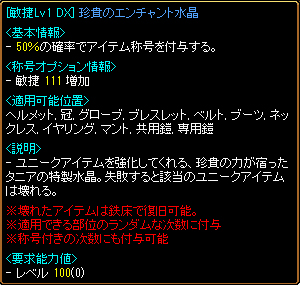 [敏捷Lv1 DX] 珍貴のエンチャント水晶
<基本情報>
- 50%の確率でアイテム称号を付与する。
<称号オプション情報>
- 敏捷 111 増加
<適用可能位置>
ヘルメット, 冠, グローブ, ブレスレット, ベルト, ブーツ, ネッ
クレス, イヤリング, マント, 共用鎧, 専用鎧
<説明>
- ユニークアイテムを強化してくれる、珍貴の力が宿った
タニアの特製水晶。失敗すると該当のユニークアイテム
は壊れる。
※壊れたアイテムは鉄床で復旧可能。
※適用できる部位のランダムな次数に付与
※称号付きの次数にも付与可能
<要求能力値>
- レベル 100(0)